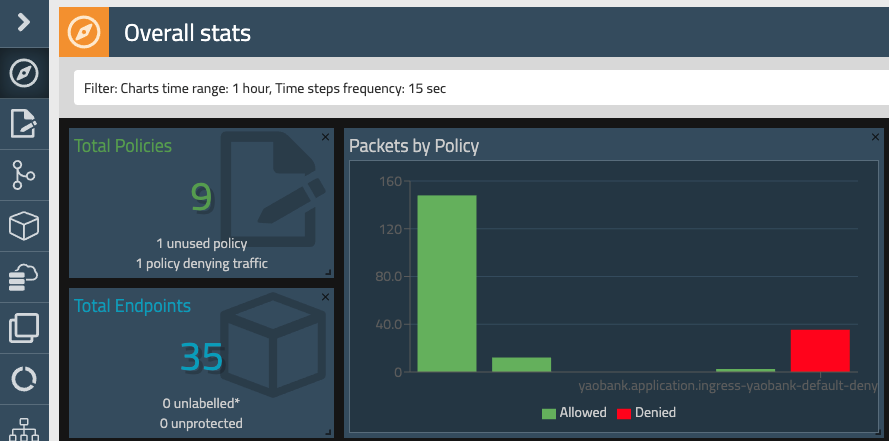 Overall stats
Filter: Charts time range: 1 hour, Time steps frequency: 15 sec
Total Policies
9
1 unused policy
1 policy denying traffic
Total Endpoints
35
0 unlabelled*
0 unprotected
Packets by Policy
160
120
80.0
40.0
0
yaobank.application.ingress-yaobank-default-deny
Allowed Denied